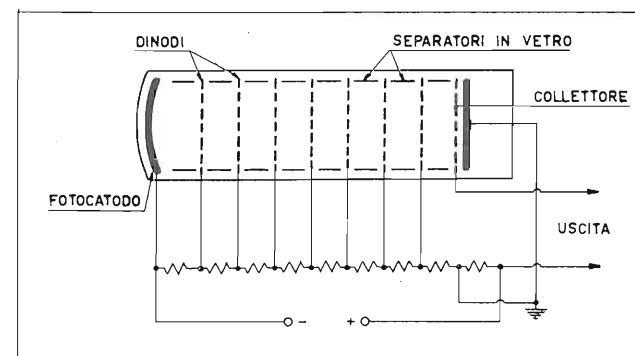 DINODI
SEPARATORI IN VETRO
COLLETTORE
FOTOCATODO
USCITA
- +